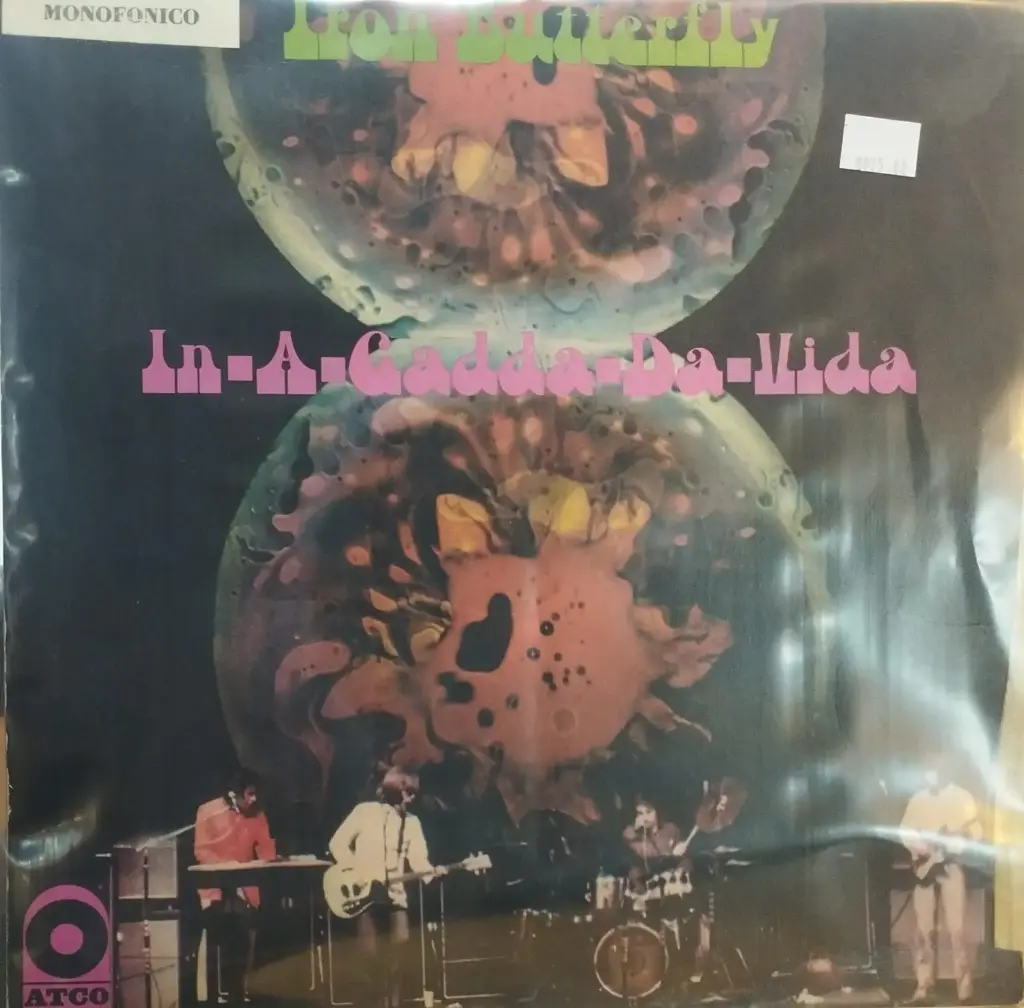 MONOFONICO
Iron Butterfly
In-A-Gadda-Da-Vida
ATCO